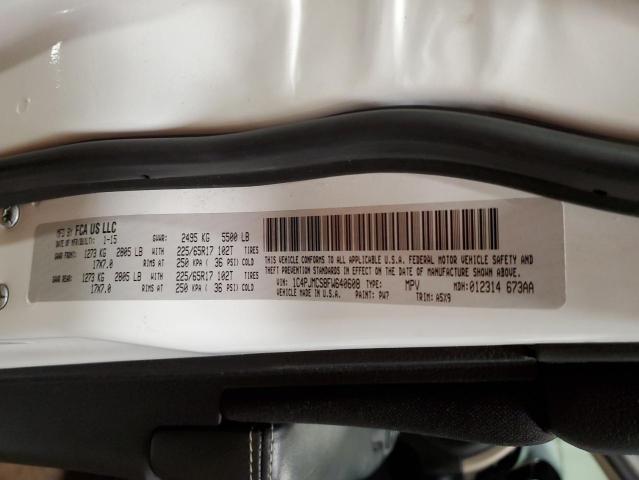 MFD BY FCA US LLC
DATE OF MFR/BUILT: 1-15 GVWR: 2495 KG 5500 LB
GAWR FRONT: 1273 KG 2805 LB WITH 225/65R17 102T TIRES
17X7.0 RIMS AT 250 KPA ( 36 PSI) COLD
GAWR REAR: 1273 KG 2805 LB WITH 225/65R17 102T TIRES
17X7.0 RIMS AT 250 KPA ( 36 PSI) COLD
THIS VEHICLE CONFORMS TO ALL APPLICABLE U.S.A. FEDERAL MOTOR VEHICLE SAFETY AND
THEFT PREVENTION STANDARDS IN EFFECT ON THE DATE OF MANUFACTURE SHOWN ABOVE.
VIN: 1C4PJMCS8FW640608 TYPE: MPV MDH: 012314 673AA
VEHICLE MADE IN U.S.A. PAINT: PW7 TRIM: A5X9